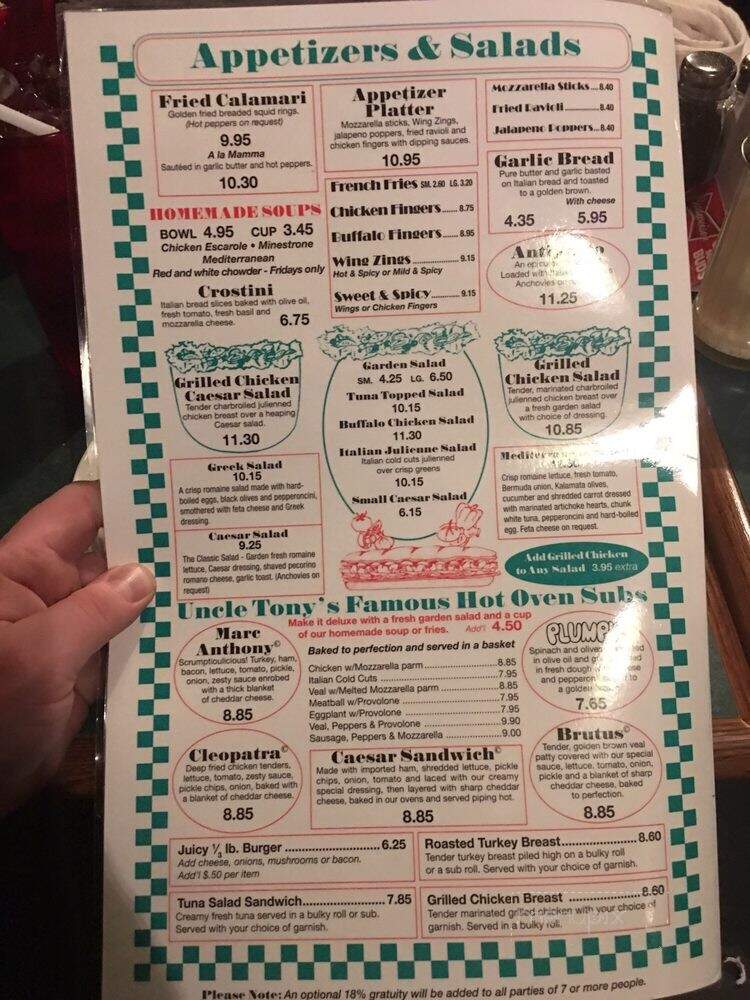 Appetizers & Salads
Fried Calamari
Golden fried breaded squid rings.
(Hot peppers on request)
9.95
A la Mamma
Sautéed in garlic butter and hot peppers.
10.30
HOMEMADE SOUPS
BOWL 4.95 CUP 3.45
Chicken Escarole • Minestrone
Mediterranean
Red and white chowder - Fridays only
Crostini
Italian bread slices baked with olive oil,
fresh tomato, fresh basil and
mozzarella cheese. 6.75
Appetizer
Platter
Mozzarella sticks, Wing Zings,
jalapeno poppers, fried ravioli and
chicken fingers with dipping sauces.
10.95
French Fries SM. 2.60 LG. 3.20
Chicken Fingers...... 8.75
Buffalo Fingers........ 8.95
Wing Zings ............... 9.15
Hot & Spicy or Mild & Spicy
Sweet & Spicy.......... 9.15
Wings or Chicken Fingers
Mozzarella Sticks....8.40
Fried Ravioli............8.40
Jalapeno Poppers..8.40
Garlic Bread
Pure butter and garlic basted
on Italian bread and toasted
to a golden brown.
With cheese
4.35 5.95
An epicu
Loaded with
Anchovies on
11.25
Grilled Chicken
Caesar Salad
Tender charbroiled julienned
chicken breast over a heaping
Caesar salad.
11.30
Garden Salad
SM. 4.25 LG. 6.50
Tuna Topped Salad
10.15
Buffalo Chicken Salad
11.30
Italian Julienne Salad
Italian cold cuts julienned
over crisp greens
10.15
Small Caesar Salad
6.15
Grilled
Chicken Salad
Tender, marinated charbroiled
julienned chicken breast over
a fresh garden salad
with choice of dressing.
10.85
Greek Salad
10.15
A crisp romaine salad made with hard-
boiled eggs, black olives and pepperoncini,
smothered with feta cheese and Greek
dressing.
Caesar Salad
9.25
The Classic Salad - Garden fresh romaine
lettuce, Caesar dressing, shaved pecorino
romano cheese, garlic toast. (Anchovies on
request)
Crisp romaine lettuce, fresh tomato,
Bermuda union, Kalamata olives,
cucumber and shredded carrot dressed
with marinated artichoke hearts, chunk
white tuna, pepperoncini and hard-boiled
egg. Feta cheese on request.
Add Grilled Chicken
to Any Salad 3.95 extra
Uncle Tony's Famous Hot Oven Subs
Make it deluxe with a fresh garden salad and a cup
of our homemade soup or fries. Add'l 4.50
Marc
Anthony©
Scrumptioulicious! Turkey, ham,
bacon, lettuce, tomato, pickle,
onion, zesty sauce enrobed
with a thick blanket
of cheddar cheese.
8.85
Baked to perfection and served in a basket
Chicken w/Mozzarella parm ......8.85
Italian Cold Cuts ......7.95
Veal w/Melted Mozzarella parm ......8.85
Meatball w/Provolone ......7.95
Eggplant w/Provolone ......7.95
Veal, Peppers & Provolone ......9.90
Sausage, Peppers & Mozzarella ......9.00
Spinach and olives
in olive oil and
in fresh dough
and pepperoni to
a golden
7.65
Cleopatra©
Deep fried chicken tenders,
lettuce, tomato, zesty sauce,
pickle chips, onion, baked with
a blanket of cheddar cheese.
8.85
Caesar Sandwich©
Made with imported ham, shredded lettuce, pickle
chips, onion, tomato and laced with our creamy
special dressing, then layered with sharp cheddar
cheese, baked in our ovens and served piping hot.
8.85
Brutus©
Tender, golden brown veal
patty covered with our special
sauce, lettuce, tomato, onion,
pickle and a blanket of sharp
cheddar cheese, baked
to perfection.
8.85
Juicy ⅓ lb. Burger ...................6.25
Add cheese, onions, mushrooms or bacon.
Add'l $.50 per item
Roasted Turkey Breast...............8.60
Tender turkey breast piled high on a bulky roll
or a sub roll. Served with your choice of garnish.
Tuna Salad Sandwich................7.85
Creamy fresh tuna served in a bulky roll or sub.
Served with your choice of garnish.
Grilled Chicken Breast ..............8.60
Tender marinated grilled chicken with your choice of
garnish. Served in a bulky roll.
Please Note: An optional 18% gratuity will be added to all parties of 7 or more people.